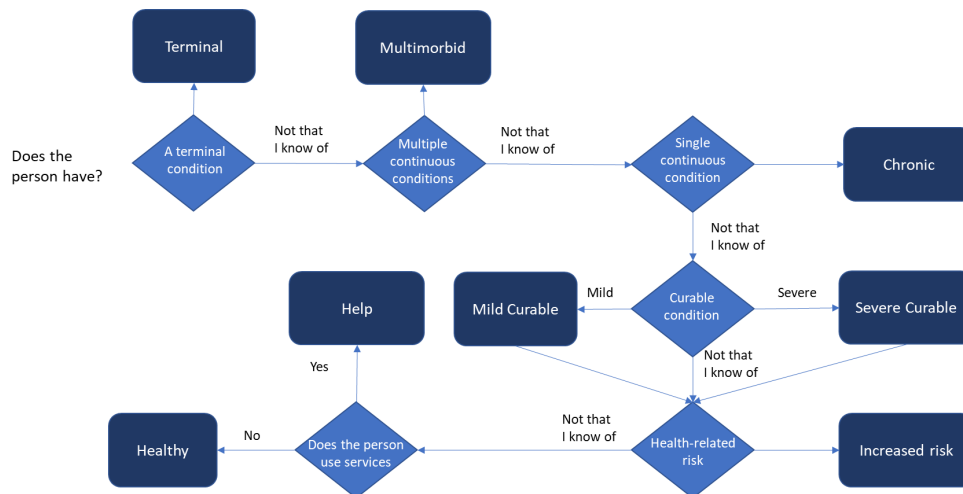 Terminal
Multimorbid
Does the
person have?
A terminal
condition
Not that
I know of
Multiple
continuous
conditions
Not that
I know of
Single
continuous
condition
Chronic
Not that
I know of
Help
Mild Curable
Mild
Curable
condition
Severe
Severe Curable
Yes
Not that
I know of
Healthy
No
Does the person
use services
Not that
I know of
Health-related
risk
Increased risk